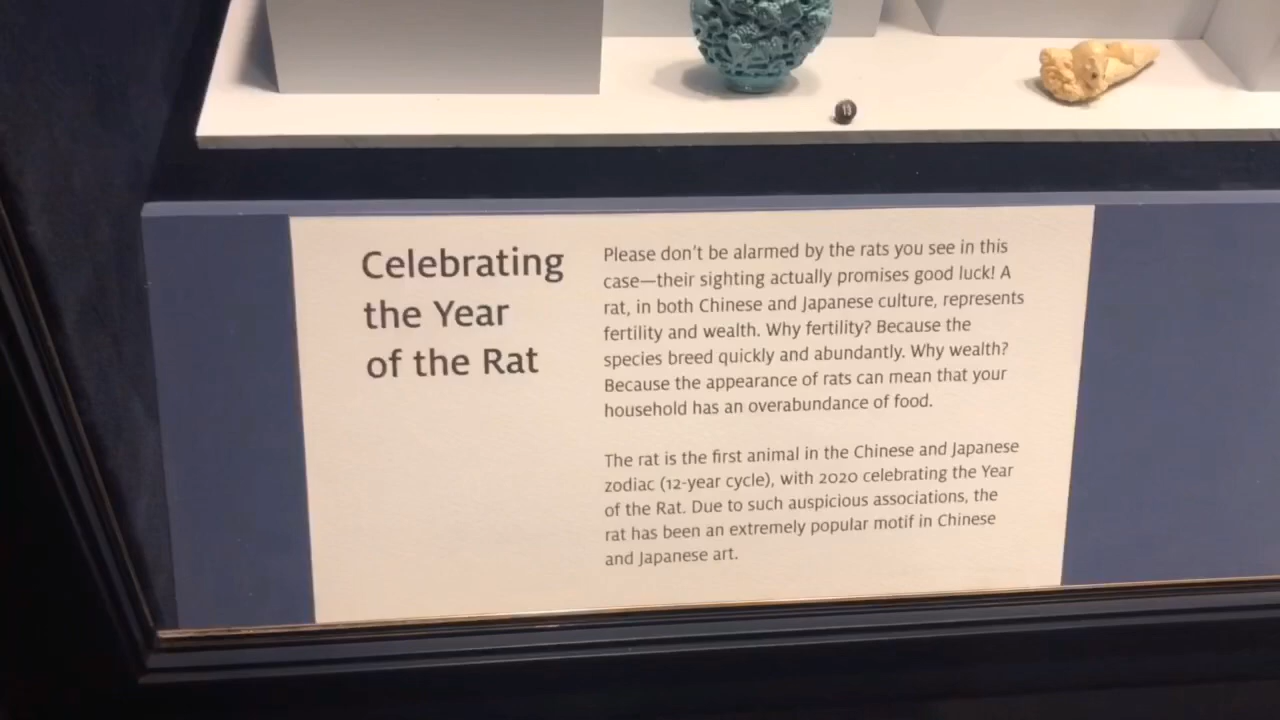 13
Celebrating
the Year
of the Rat
Please don't be alarmed by the rats you see in this
case—their sighting actually promises good luck! A
rat, in both Chinese and Japanese culture, represents
fertility and wealth. Why fertility? Because the
species breed quickly and abundantly. Why wealth?
Because the appearance of rats can mean that your
household has an overabundance of food.
The rat is the first animal in the Chinese and Japanese
zodiac (12-year cycle), with 2020 celebrating the Year
of the Rat. Due to such auspicious associations, the
rat has been an extremely popular motif in Chinese
and Japanese art.